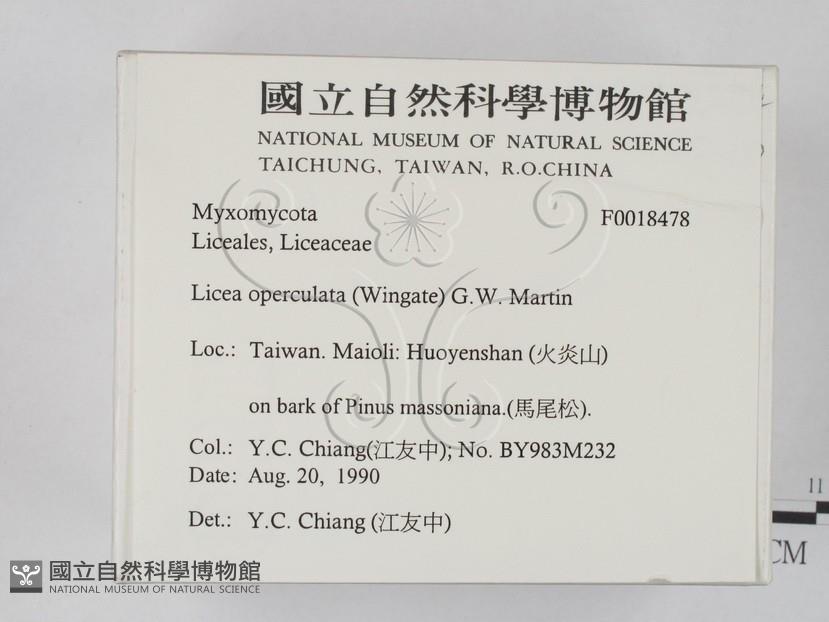 國立自然科學博物館
NATIONAL MUSEUM OF NATURAL SCIENCE
TAICHUNG, TAIWAN, R.O.CHINA
Myxomycota F0018478
Liceales, Liceaceae
Licea operculata (Wingate) G.W. Martin
Loc.: Taiwan. Maioli: Huoyenshan (火炎山)
on bark of Pinus massoniana.(馬尾松).
Col.: Y.C. Chiang(江友中); No. BY983M232
Date: Aug. 20, 1990
Det.: Y.C. Chiang (江友中)
11
CM
國立自然科學博物館
NATIONAL MUSEUM OF NATURAL SCIENCE